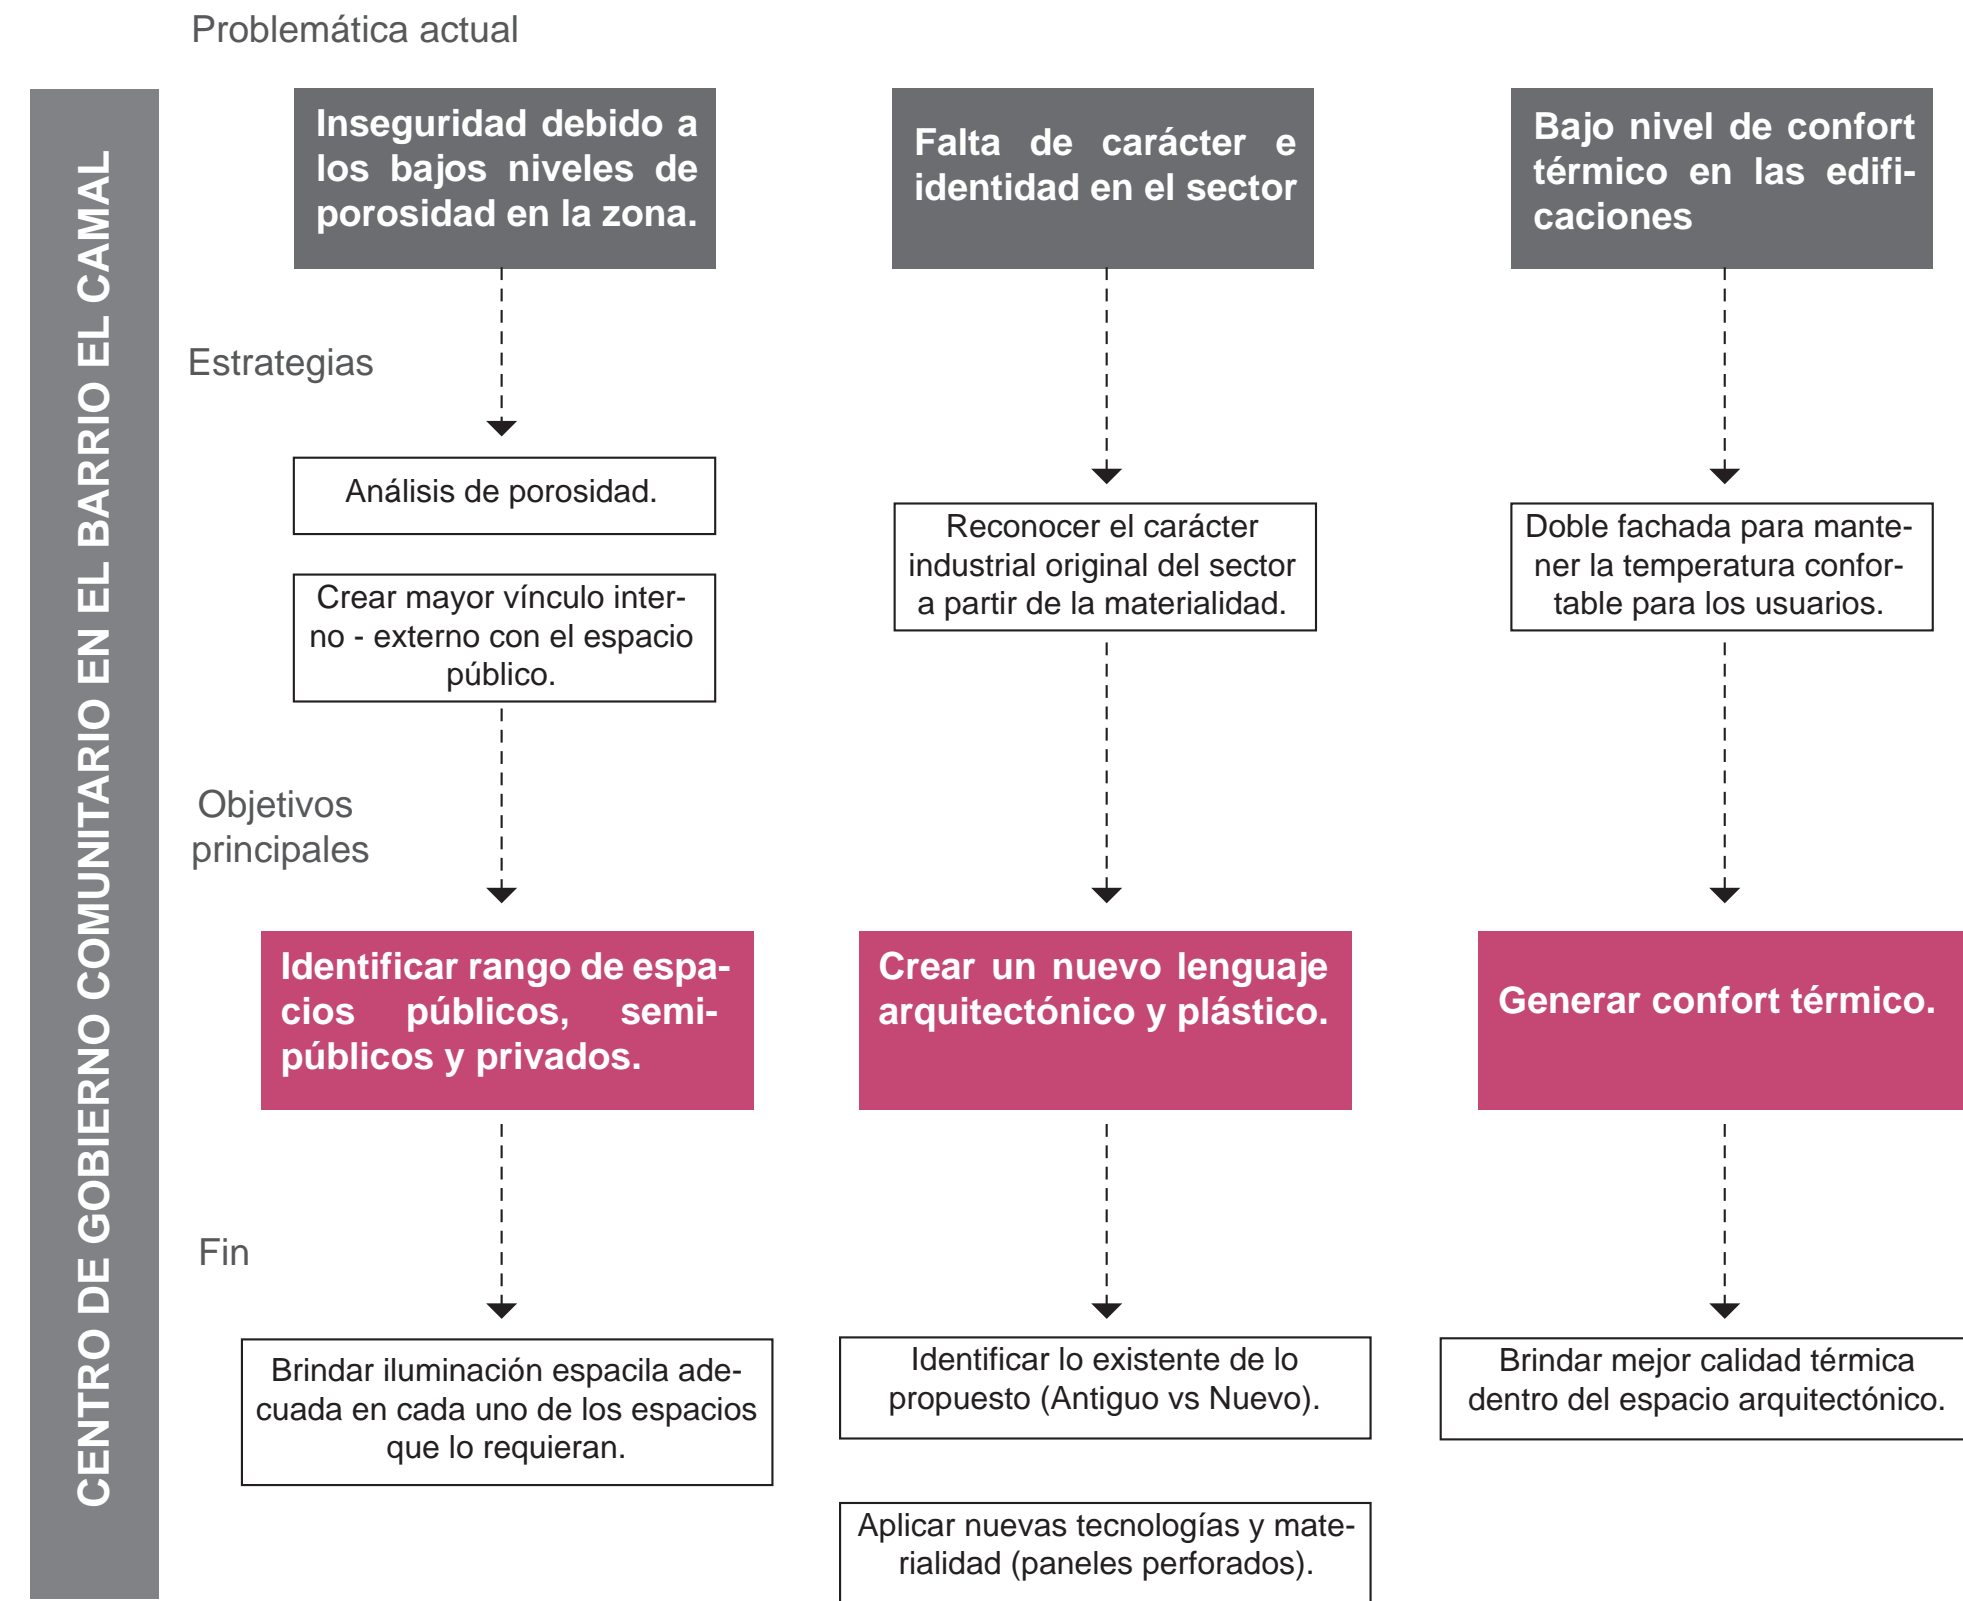 Problemática actual
CENTRO DE GOBIERNO COMUNITARIO EN EL BARRIO EL CAMAL
Inseguridad debido a
los bajos niveles de
porosidad en la zona.
Falta de carácter e
identidad en el sector
Bajo nivel de confort
térmico en las edifi-
caciones
Estrategias
Análisis de porosidad.
Crear mayor vínculo inter-
no - externo con el espacio
público.
Reconocer el carácter
industrial original del sector
a partir de la materialidad.
Doble fachada para mante-
ner la temperatura confor-
table para los usuarios.
Objetivos
principales
Identificar rango de espa-
cios públicos, semi-
públicos y privados.
Crear un nuevo lenguaje
arquitectónico y plástico.
Generar confort térmico.
Fin
Brindar iluminación espacila ade-
cuada en cada uno de los espacios
que lo requieran.
Identificar lo existente de lo
propuesto (Antiguo vs Nuevo).
Aplicar nuevas tecnologías y mate-
rialidad (paneles perforados).
Brindar mejor calidad térmica
dentro del espacio arquitectónico.